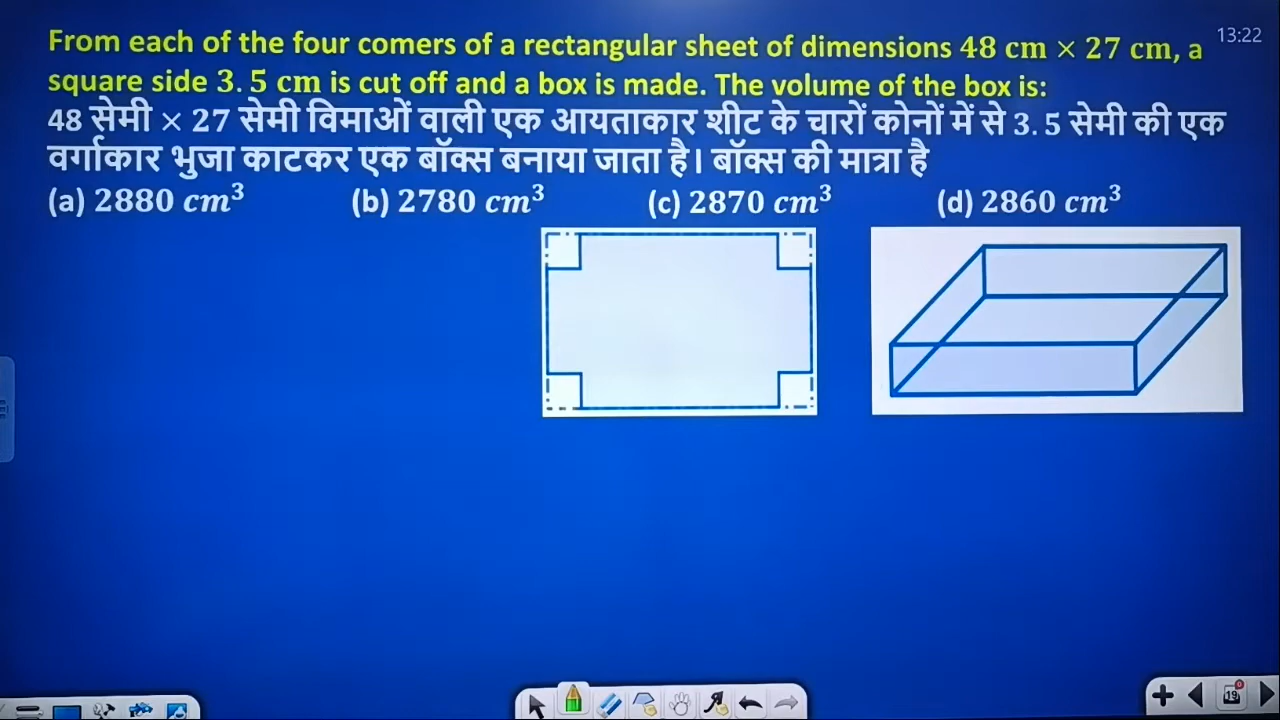 From each of the four comers of a rectangular sheet of dimensions 48 cm × 27 cm, a
13:22
square side 3.5 cm is cut off and a box is made. The volume of the box is:
48 सेमी × 27 सेमी विमाओं वाली एक आयताकार शीट के चारों कोनों में से 3.5 सेमी की एक
वर्गाकार भुजा काटकर एक बॉक्स बनाया जाता है। बॉक्स की मात्रा है
(a) 2880 cm³ (b) 2780 cm³ (c) 2870 cm³ (d) 2860 cm³
19